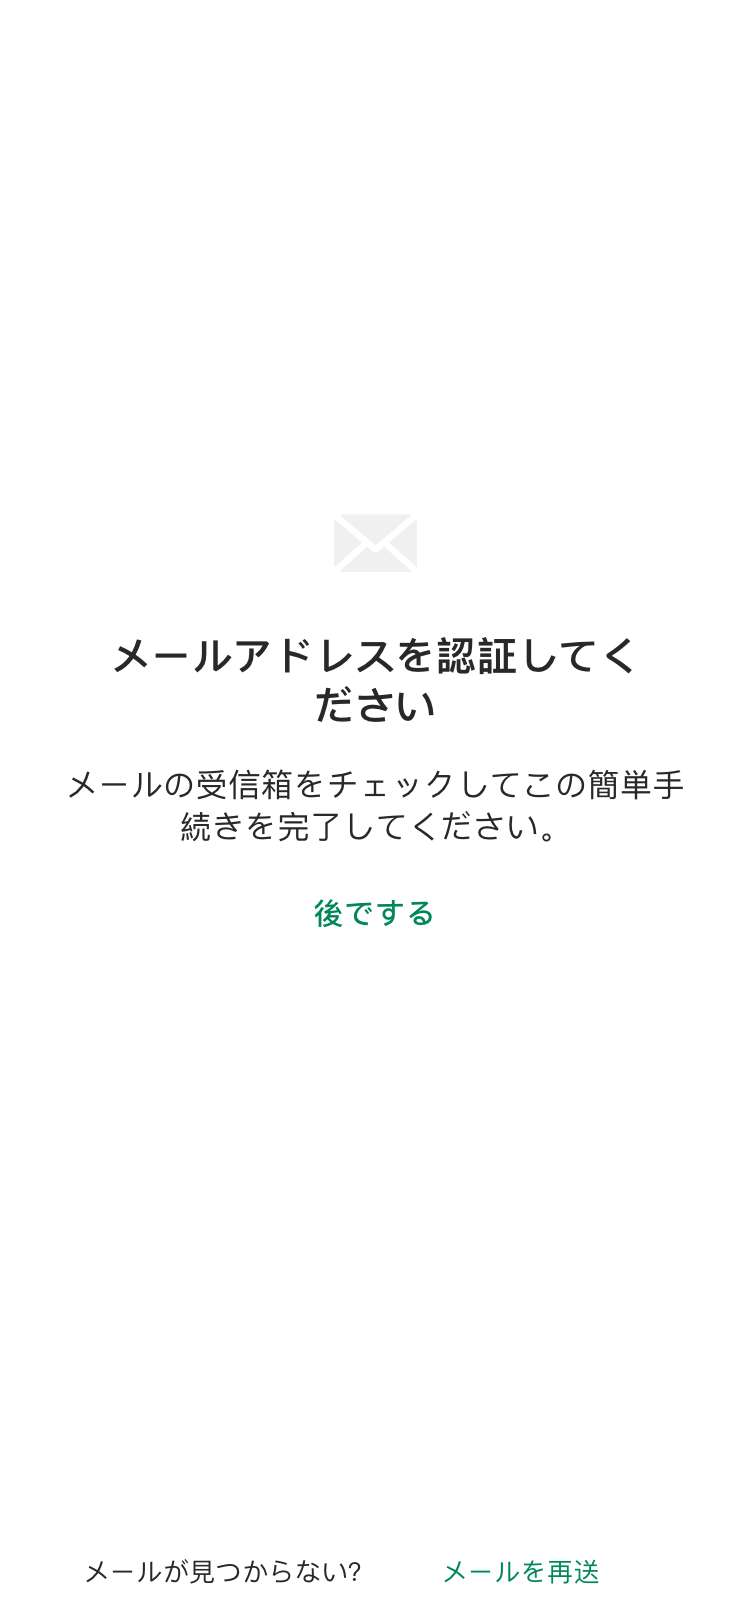 メールアドレスを認証してく
ださい
メールの受信箱をチェックしてこの簡単手
続きを完了してください。
後でする
メールが見つからない?
メールを再送